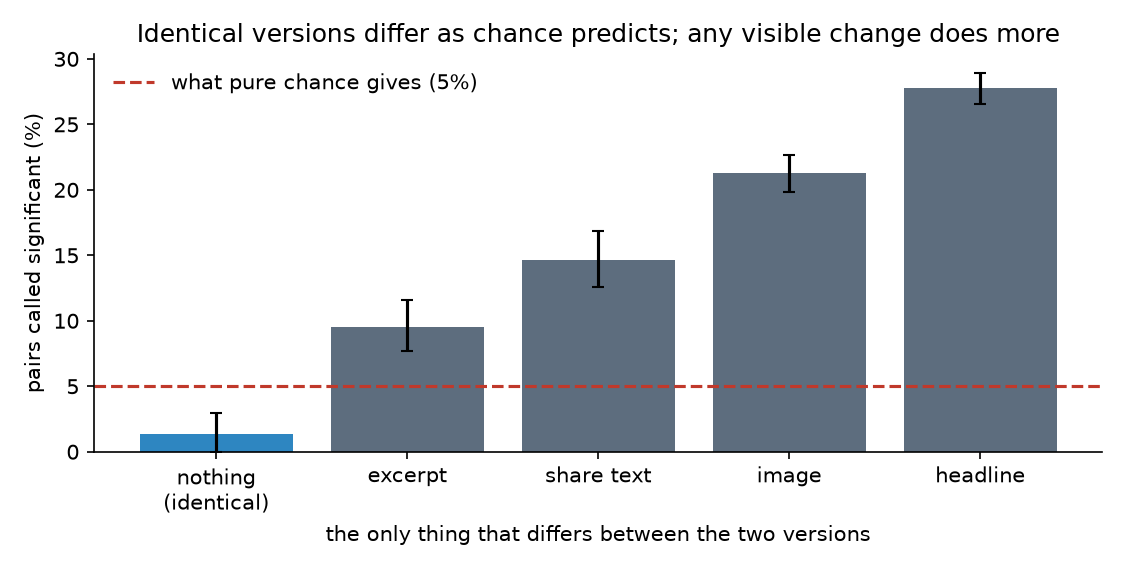 Identical versions differ as chance predicts; any visible change does more
what pure chance gives (5%)
pairs called significant (%)
30
25
20
15
10
5
0
nothing
(identical)
excerpt
share text
image
headline
the only thing that differs between the two versions